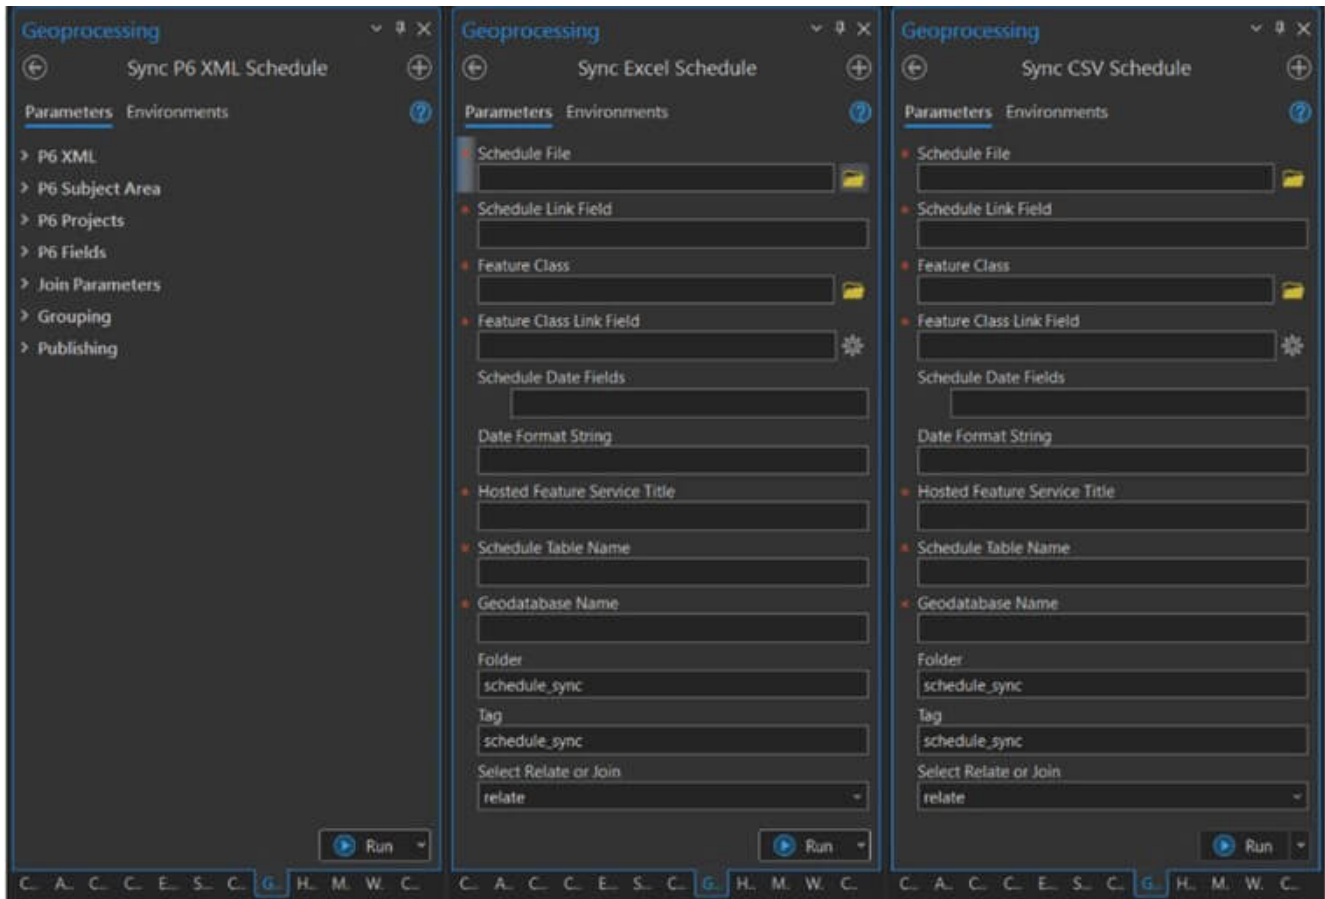 Geoprocessing
Sync P6 XML Schedule
Parameters Environments
P6 XML
P6 Subject Area
P6 Projects
P6 Fields
Join Parameters
Grouping
Publishing
Run
C... A... C... C... E... S... C... G... H... M. W. C...
Geoprocessing
Sync Excel Schedule
Parameters Environments
* Schedule File
* Schedule Link Field
* Feature Class
* Feature Class Link Field
Schedule Date Fields
Date Format String
* Hosted Feature Service Title
* Schedule Table Name
* Geodatabase Name
Folder
schedule_sync
Tag
schedule_sync
Select Relate or Join
relate
Run
C... A... C... C... E... S... C... G... H... M. W. C...
Geoprocessing
Sync CSV Schedule
Parameters Environments
* Schedule File
* Schedule Link Field
* Feature Class
* Feature Class Link Field
Schedule Date Fields
Date Format String
* Hosted Feature Service Title
* Schedule Table Name
* Geodatabase Name
Folder
schedule_sync
Tag
schedule_sync
Select Relate or Join
relate
Run
C... A... C... C... E... S... C... G... H... M. W. C...